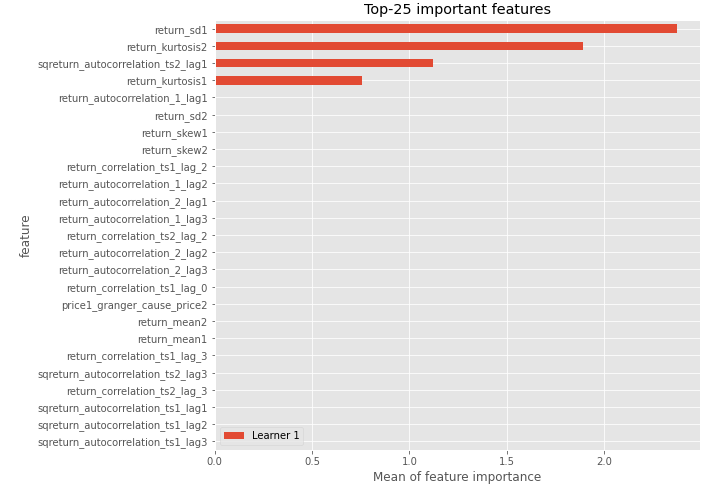 Top-25 important features
return_sd1
return_kurtosis2
sqreturn_autocorrelation_ts2_lag1
return_kurtosis1
return_autocorrelation_1_lag1
return_sd2
return_skew1
return_skew2
return_correlation_ts1_lag_2
return_autocorrelation_1_lag2
return_autocorrelation_2_lag1
return_autocorrelation_1_lag3
return_correlation_ts2_lag_2
return_autocorrelation_2_lag2
return_autocorrelation_2_lag3
return_correlation_ts1_lag_0
price1_granger_cause_price2
return_mean2
return_mean1
return_correlation_ts1_lag_3
sqreturn_autocorrelation_ts2_lag3
return_correlation_ts2_lag_3
sqreturn_autocorrelation_ts1_lag1
sqreturn_autocorrelation_ts1_lag2
sqreturn_autocorrelation_ts1_lag3
feature
Learner 1
0.0 0.5 1.0 1.5 2.0
Mean of feature importance